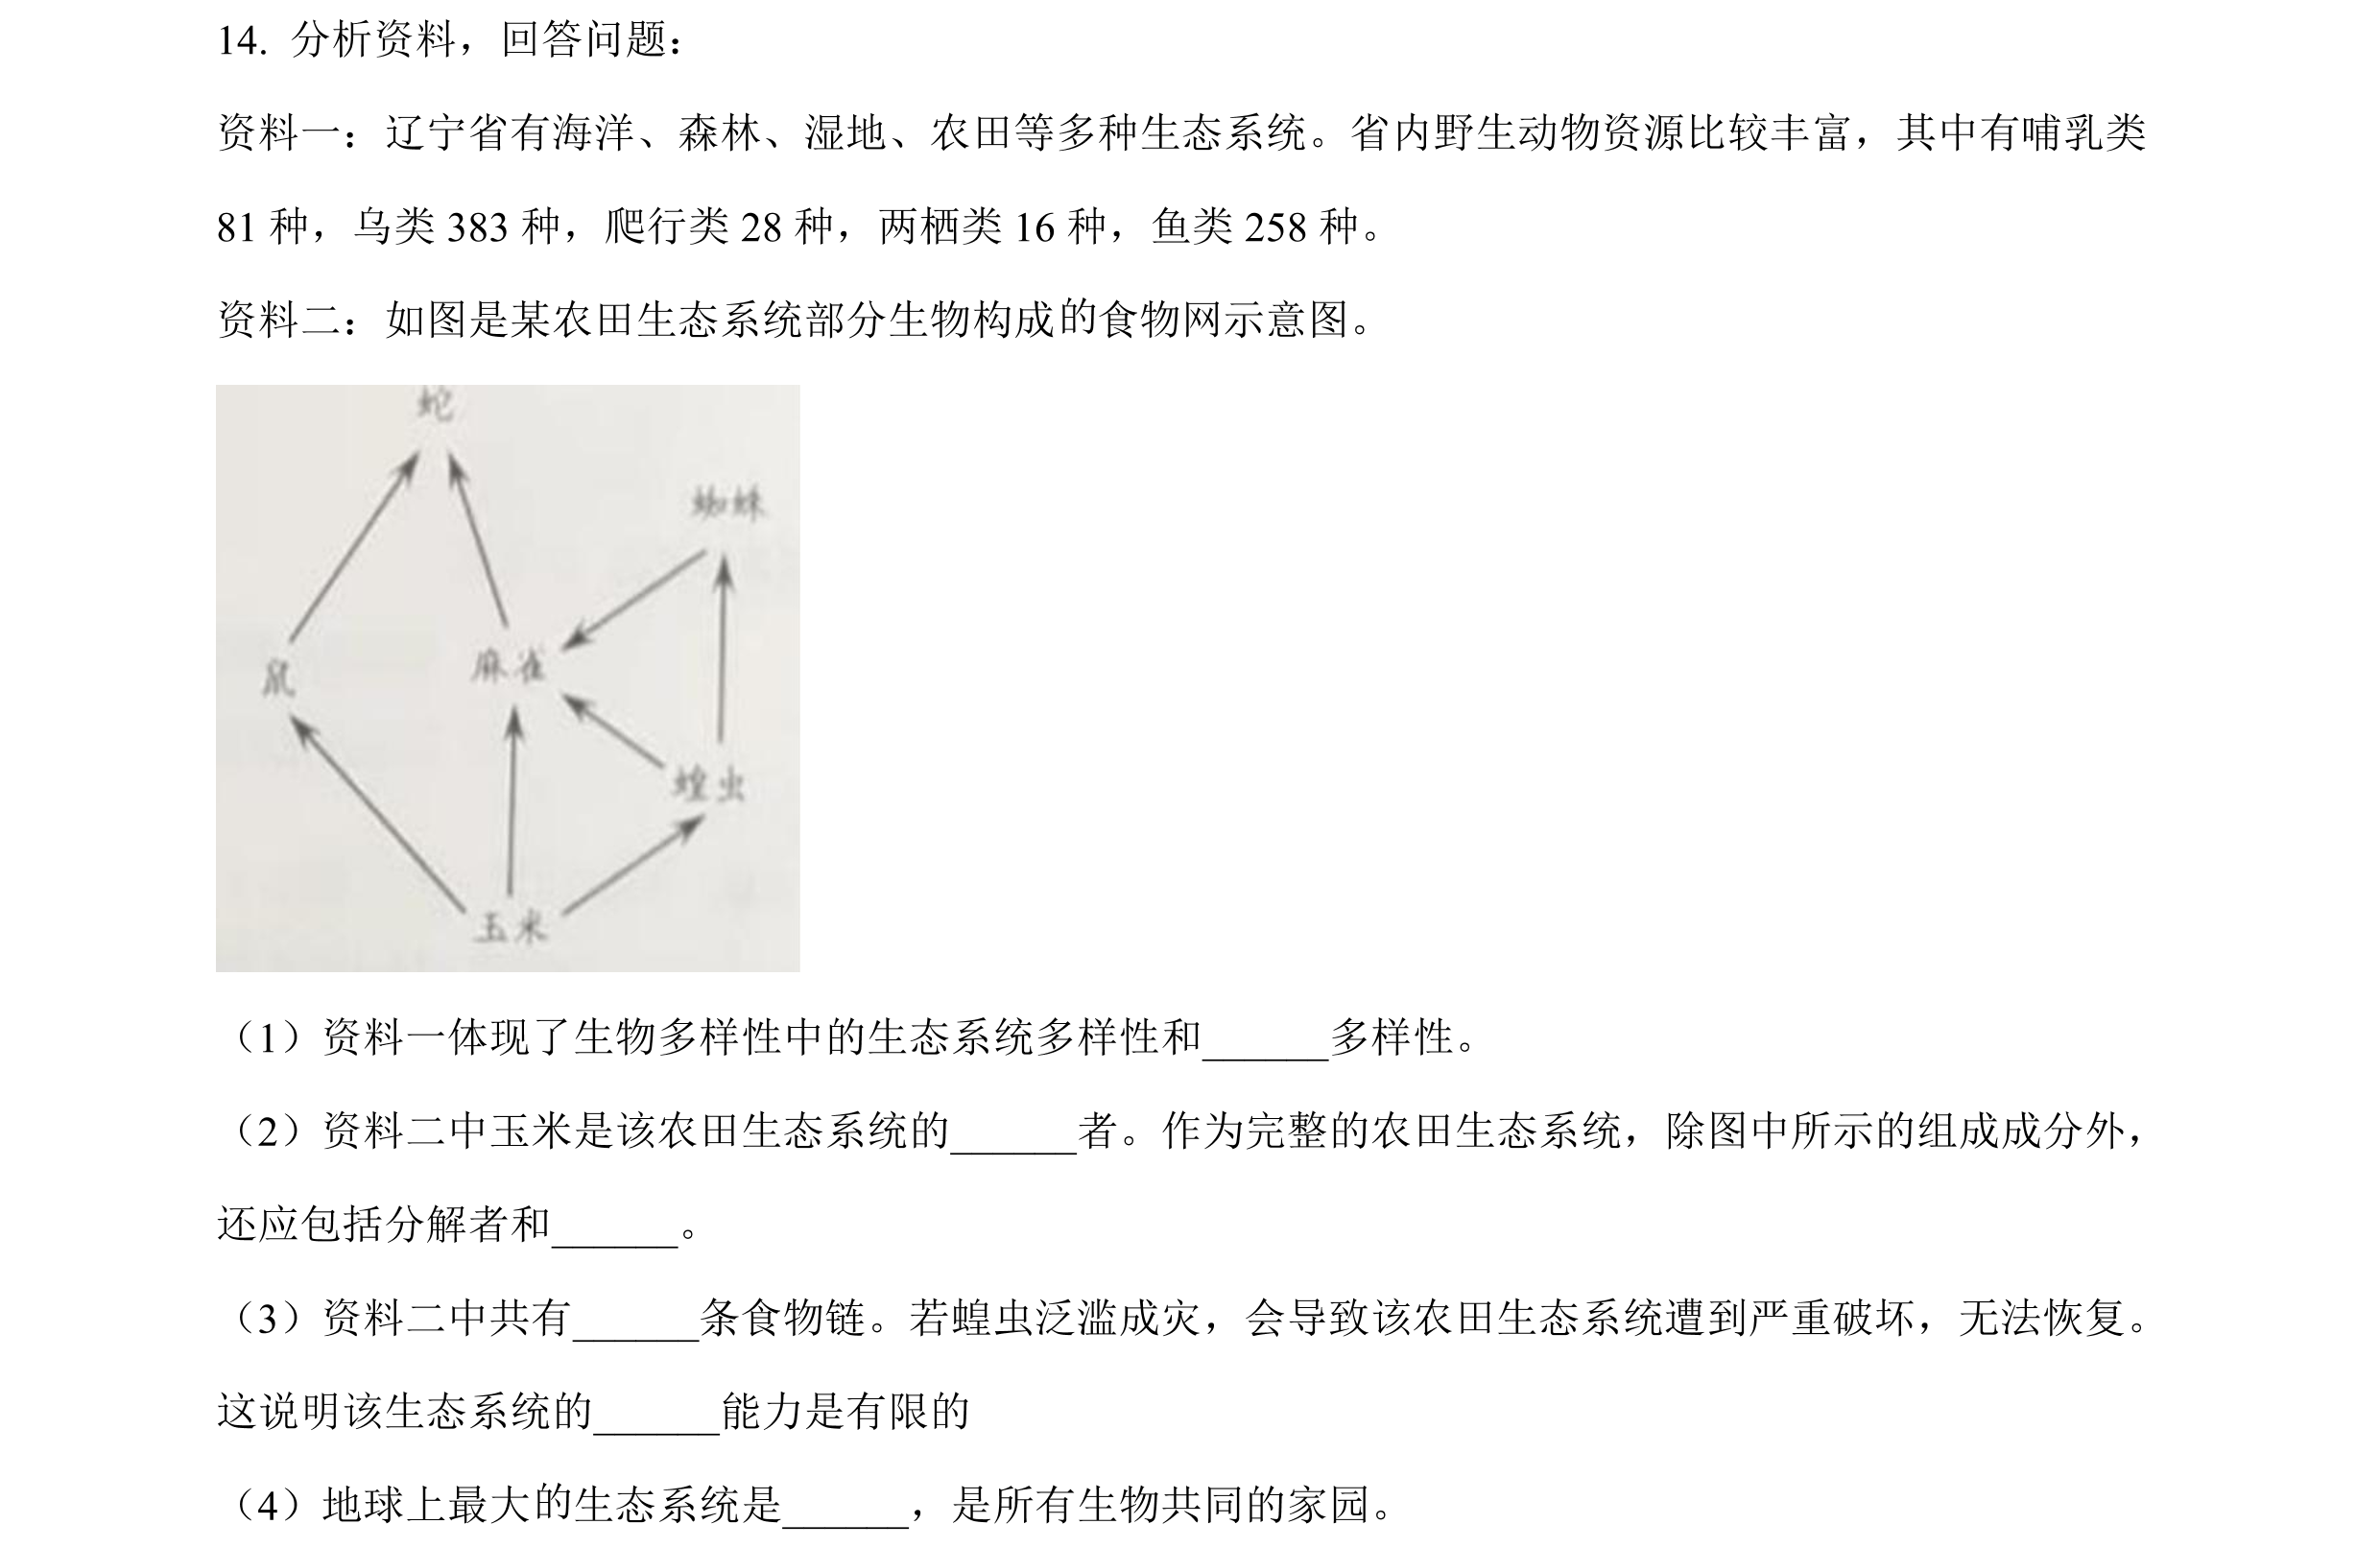 14. 分析资料，回答问题：
资料一：辽宁省有海洋、森林、湿地、农田等多种生态系统。省内野生动物资源比较丰富，其中有哺乳类
81 种，乌类 383 种，爬行类 28 种，两栖类 16 种，鱼类 258 种。
资料二：如图是某农田生态系统部分生物构成的食物网示意图。
蛇
蜘蛛
鼠
麻雀
蝗虫
玉米
（1）资料一体现了生物多样性中的生态系统多样性和______多样性。
（2）资料二中玉米是该农田生态系统的______者。作为完整的农田生态系统，除图中所示的组成成分外，
还应包括分解者和______。
（3）资料二中共有______条食物链。若蝗虫泛滥成灾，会导致该农田生态系统遭到严重破坏，无法恢复。
这说明该生态系统的______能力是有限的
（4）地球上最大的生态系统是______，是所有生物共同的家园。